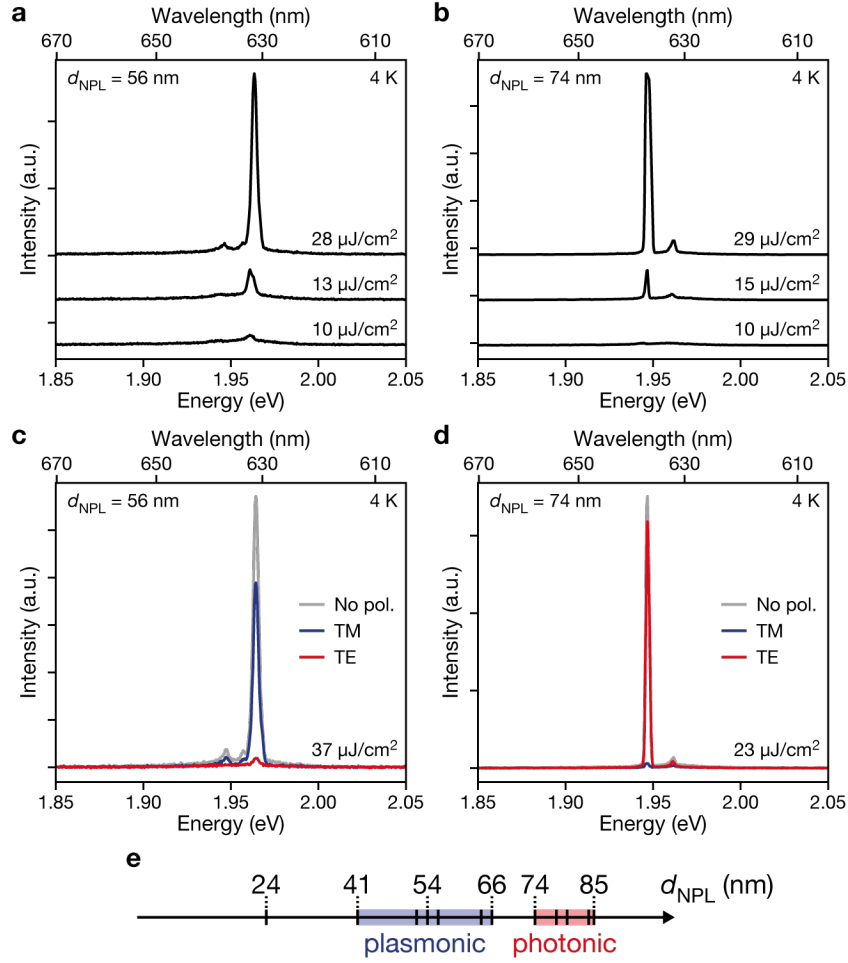 a
Wavelength (nm)
670 650 630 610
d_NPL = 56 nm
4 K
Intensity (a.u.)
28 µJ/cm²
13 µJ/cm²
10 µJ/cm²
1.85 1.90 1.95 2.00 2.05
Energy (eV)
b
Wavelength (nm)
670 650 630 610
d_NPL = 74 nm
4 K
Intensity (a.u.)
29 µJ/cm²
15 µJ/cm²
10 µJ/cm²
1.85 1.90 1.95 2.00 2.05
Energy (eV)
c
Wavelength (nm)
670 650 630 610
d_NPL = 56 nm
4 K
Intensity (a.u.)
No pol.
TM
TE
37 µJ/cm²
1.85 1.90 1.95 2.00 2.05
Energy (eV)
d
Wavelength (nm)
670 650 630 610
d_NPL = 74 nm
4 K
Intensity (a.u.)
No pol.
TM
TE
23 µJ/cm²
1.85 1.90 1.95 2.00 2.05
Energy (eV)
e
24 41 54 66 74 85 d_NPL (nm)
plasmonic photonic